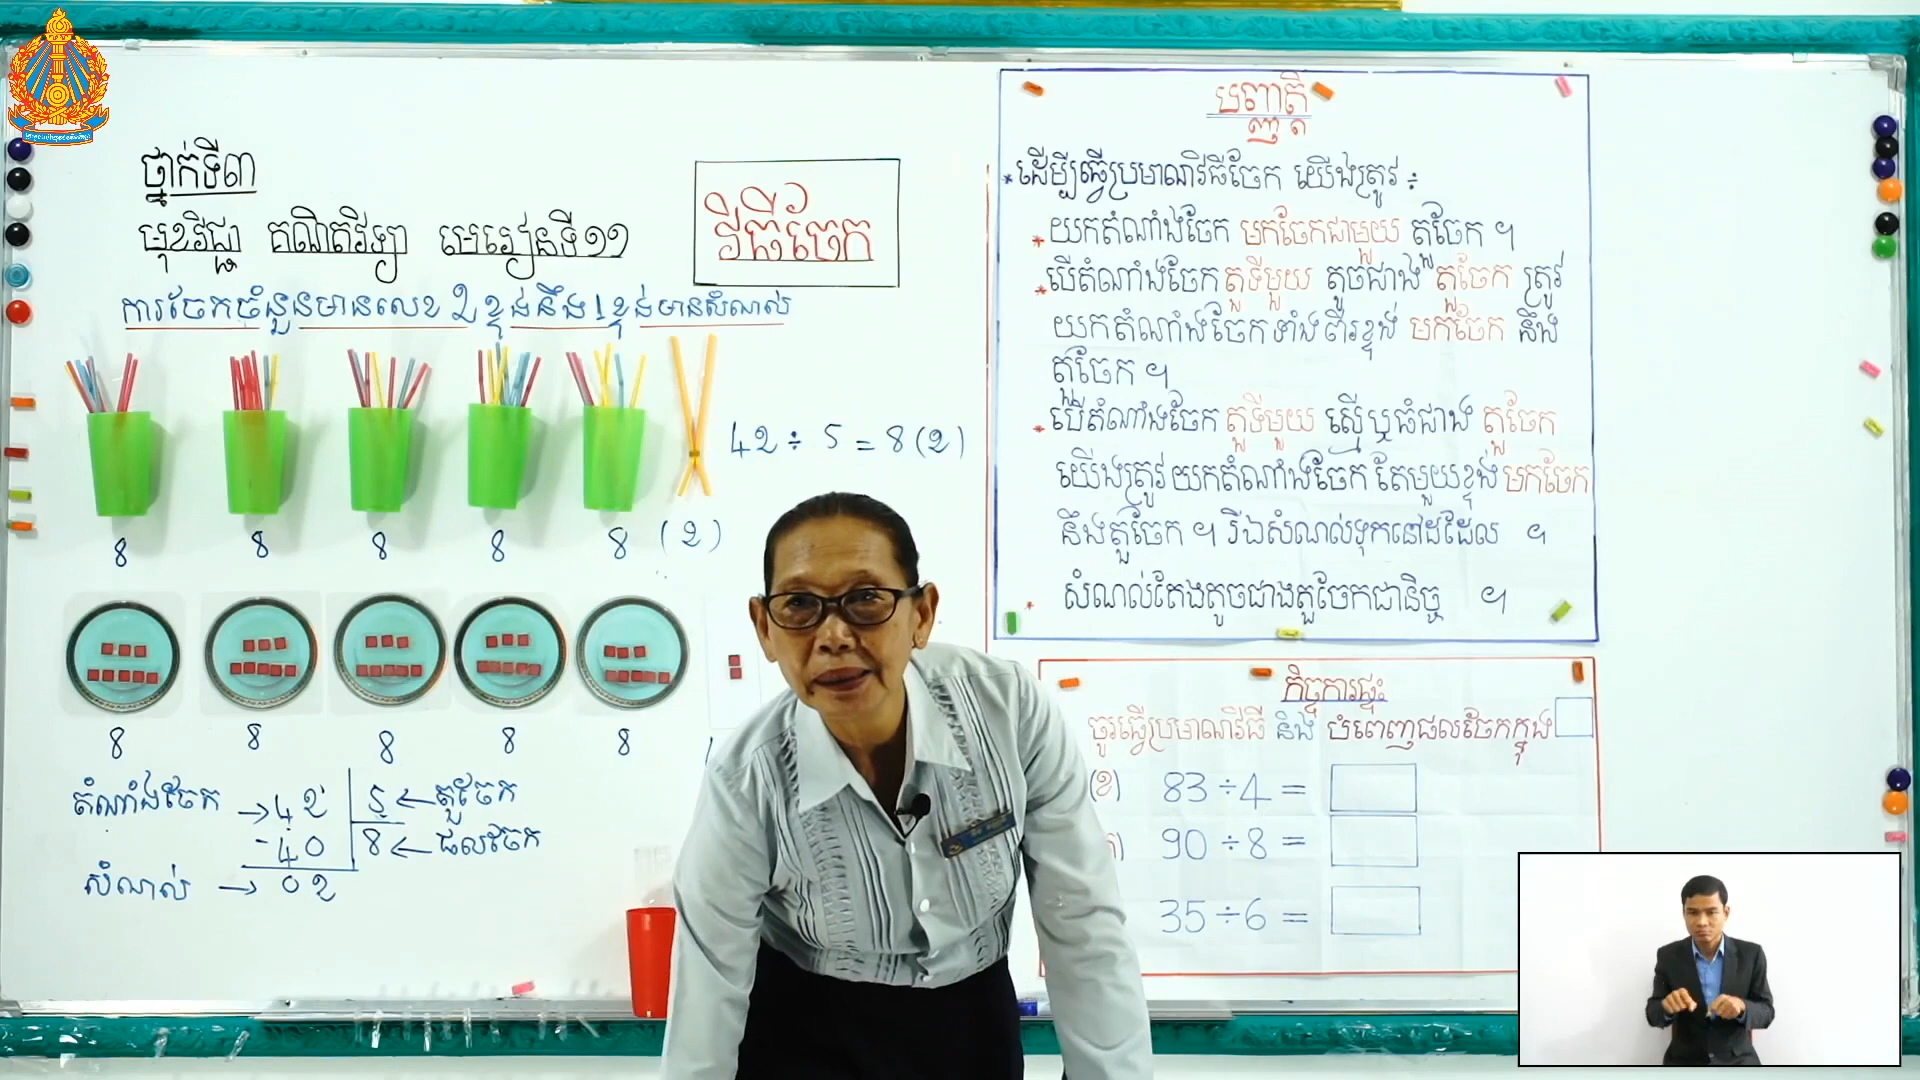 ថ្នាក់ទី៣
មុខវិជ្ជា គណិតវិទ្យា មេរៀនទី១១
វិធីចែក
ការចែកចំនួនមានលេខ 2 ខ្ទង់នឹង 1 ខ្ទង់មានសំណល់
42 ÷ 5 = 8 (2)
8 8 8 8 8 (2)
8 8 8 8 8
តំណាំងចែក → 42 5 ← តួចែក
-40 8 ← ផលចែក
សំណល់ → 02
បញ្ញត្តិ
* ដើម្បីធ្វើប្រមាណវិធីចែក យើងត្រូវ ÷
* យកតំណាំងចែក មកចែកជាមួយ តួចែក ។
* បើតំណាំងចែក តួទីមួយ តូចជាង តួចែក ត្រូវ
យកតំណាំងចែកទាំងពីរខ្ទង់ មកចែក នឹង
តួចែក ។
* បើតំណាំងចែក តួទីមួយ ស្មើឬធំជាង តួចែក
យើងត្រូវយកតំណាំងចែក តែមួយខ្ទង់ មកចែក
នឹងតួចែក ។ រីឯសំណល់ទុកនៅដដែល ។
* សំណល់តែងតូចជាងតួចែកជានិច្ច ។
កិច្ចការផ្ទះ
ចូរធ្វើប្រមាណវិធី និង បំពេញផលចែកក្នុង
(ខ) 83 ÷ 4 =
90 ÷ 8 =
35 ÷ 6 =